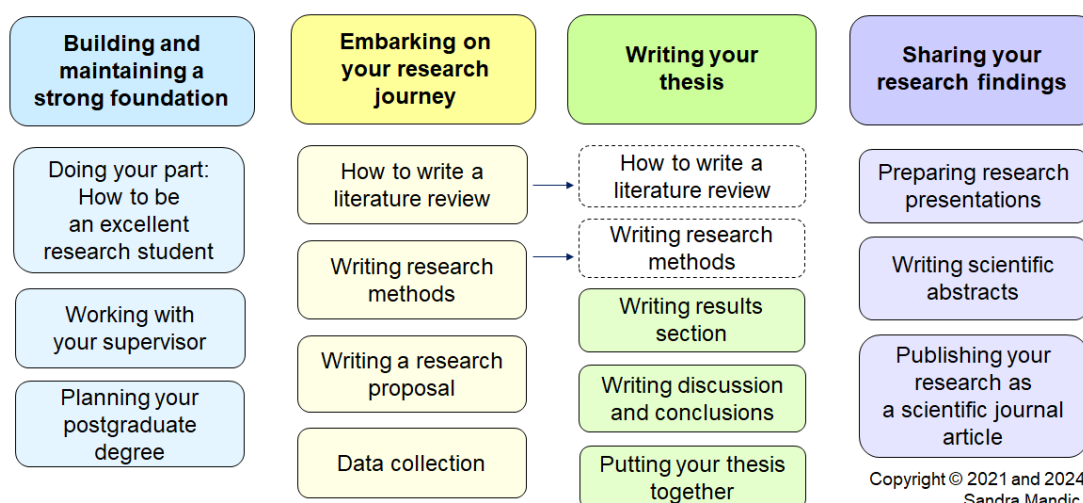 Building and
maintaining a
strong foundation
Doing your part:
How to be
an excellent
research student
Working with
your supervisor
Planning your
postgraduate
degree
Embarking on
your research
journey
How to write a
literature review
Writing research
methods
Writing a research
proposal
Data collection
Writing your
thesis
How to write a
literature review
Writing research
methods
Writing results
section
Writing discussion
and conclusions
Putting your thesis
together
Sharing your
research findings
Preparing research
presentations
Writing scientific
abstracts
Publishing your
research as
a scientific journal
article
Copyright © 2021 and 2024
Sandra Mandic